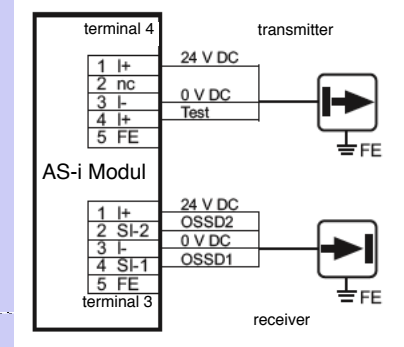 terminal 4
transmitter
1 I+
2 nc
3 I-
4 I+
5 FE
24 V DC
0 V DC
Test
FE
AS-i Modul
1 I+
2 SI-2
3 I-
4 SI-1
5 FE
terminal 3
24 V DC
OSSD2
0 V DC
OSSD1
FE
receiver